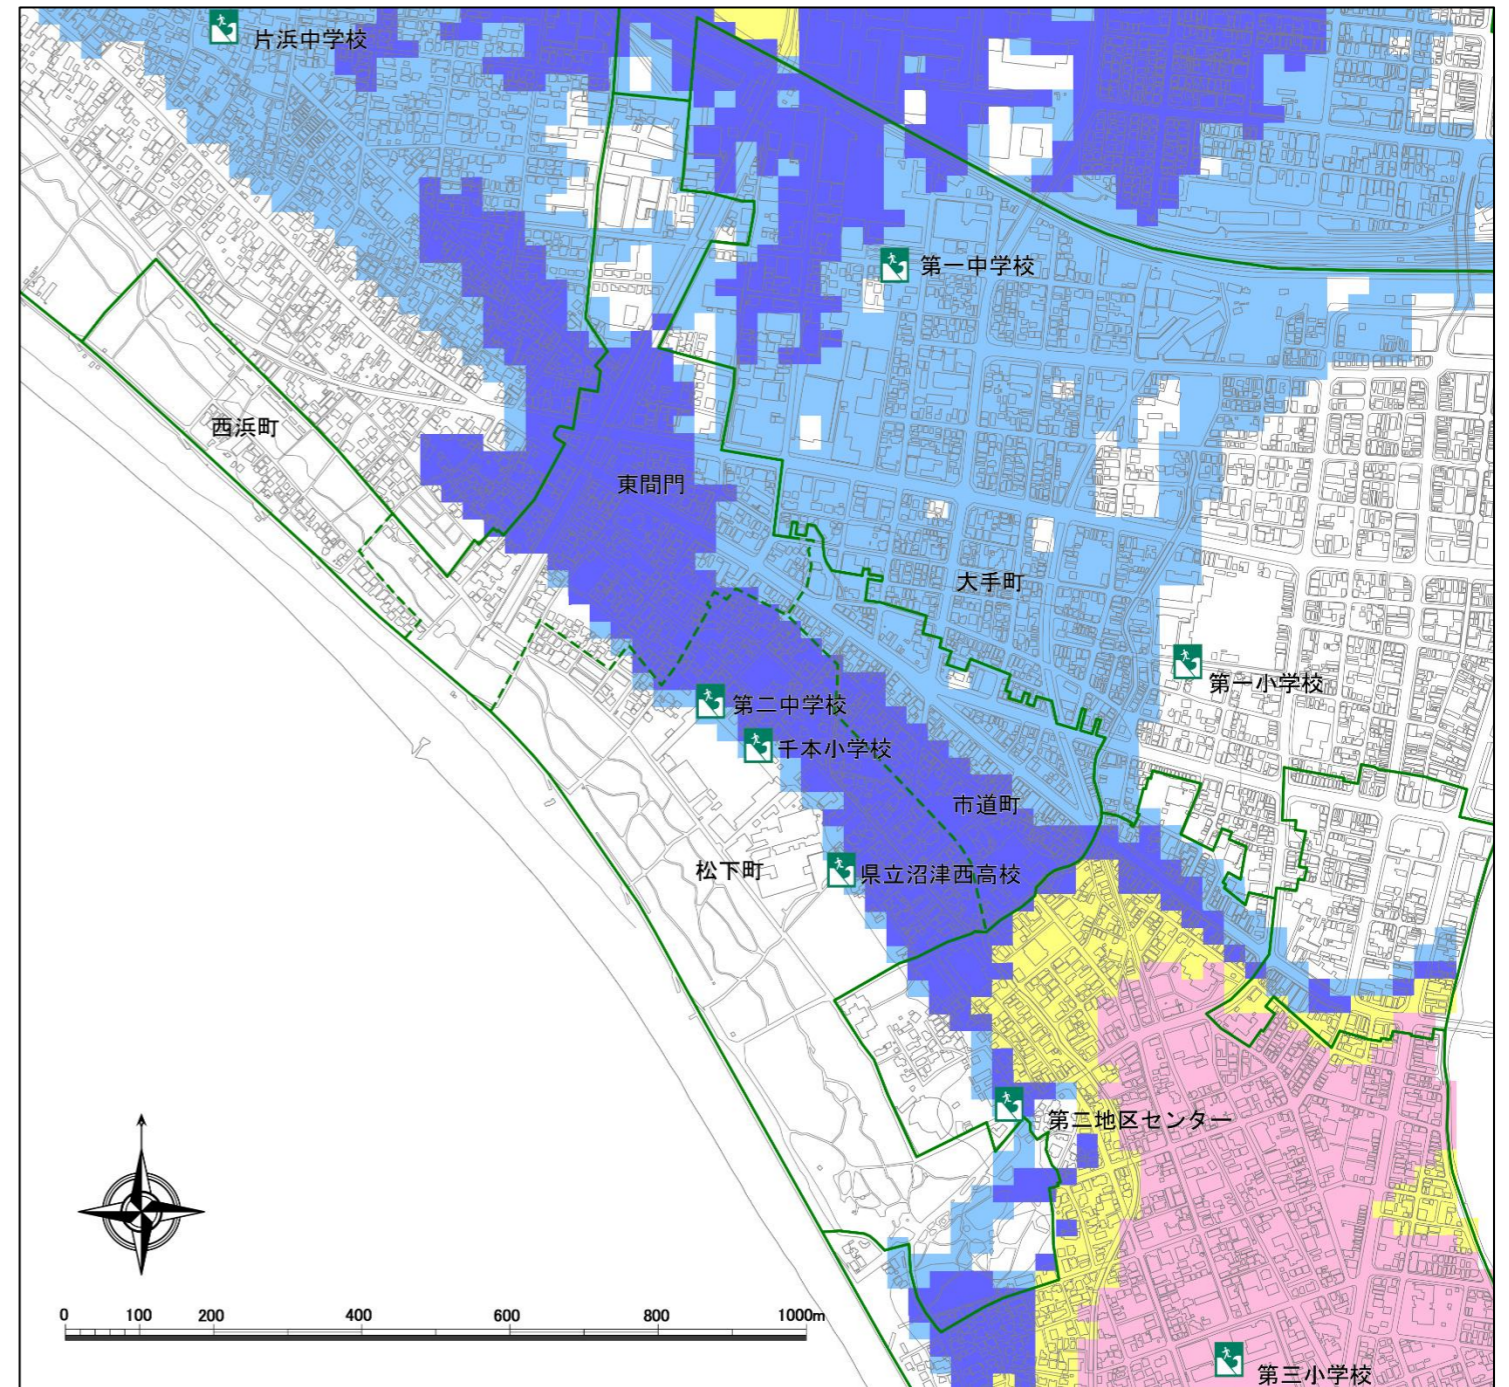 片浜中学校
第一中学校
西浜町
東間門
大手町
第一小学校
第二中学校
千本小学校
市道町
松下町
県立沼津西高校
第二地区センター
0 100 200 400 600 800 1000m
第三小学校